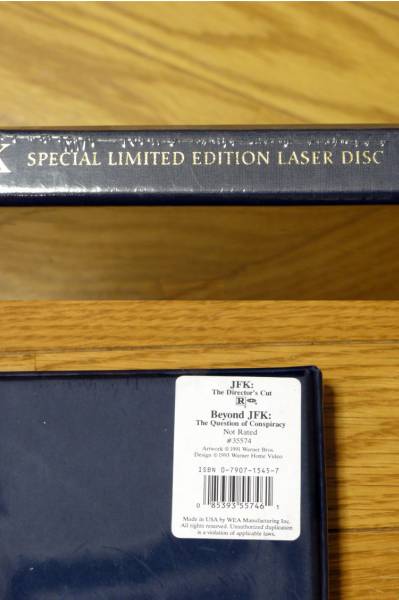 K SPECIAL LIMITED EDITION LASER DISC
JFK:
The Director's Cut
R
Beyond JFK:
The Question of Conspiracy
Not Rated
#35574
Artwork © 1991 Warner Bros.
Design © 1993 Warner Home Video
ISBN 0-7907-1545-7
0 85393 55746 1
Made in USA by WEA Manufacturing Inc.
All rights reserved. Unauthorized duplication
is a violation of applicable laws.